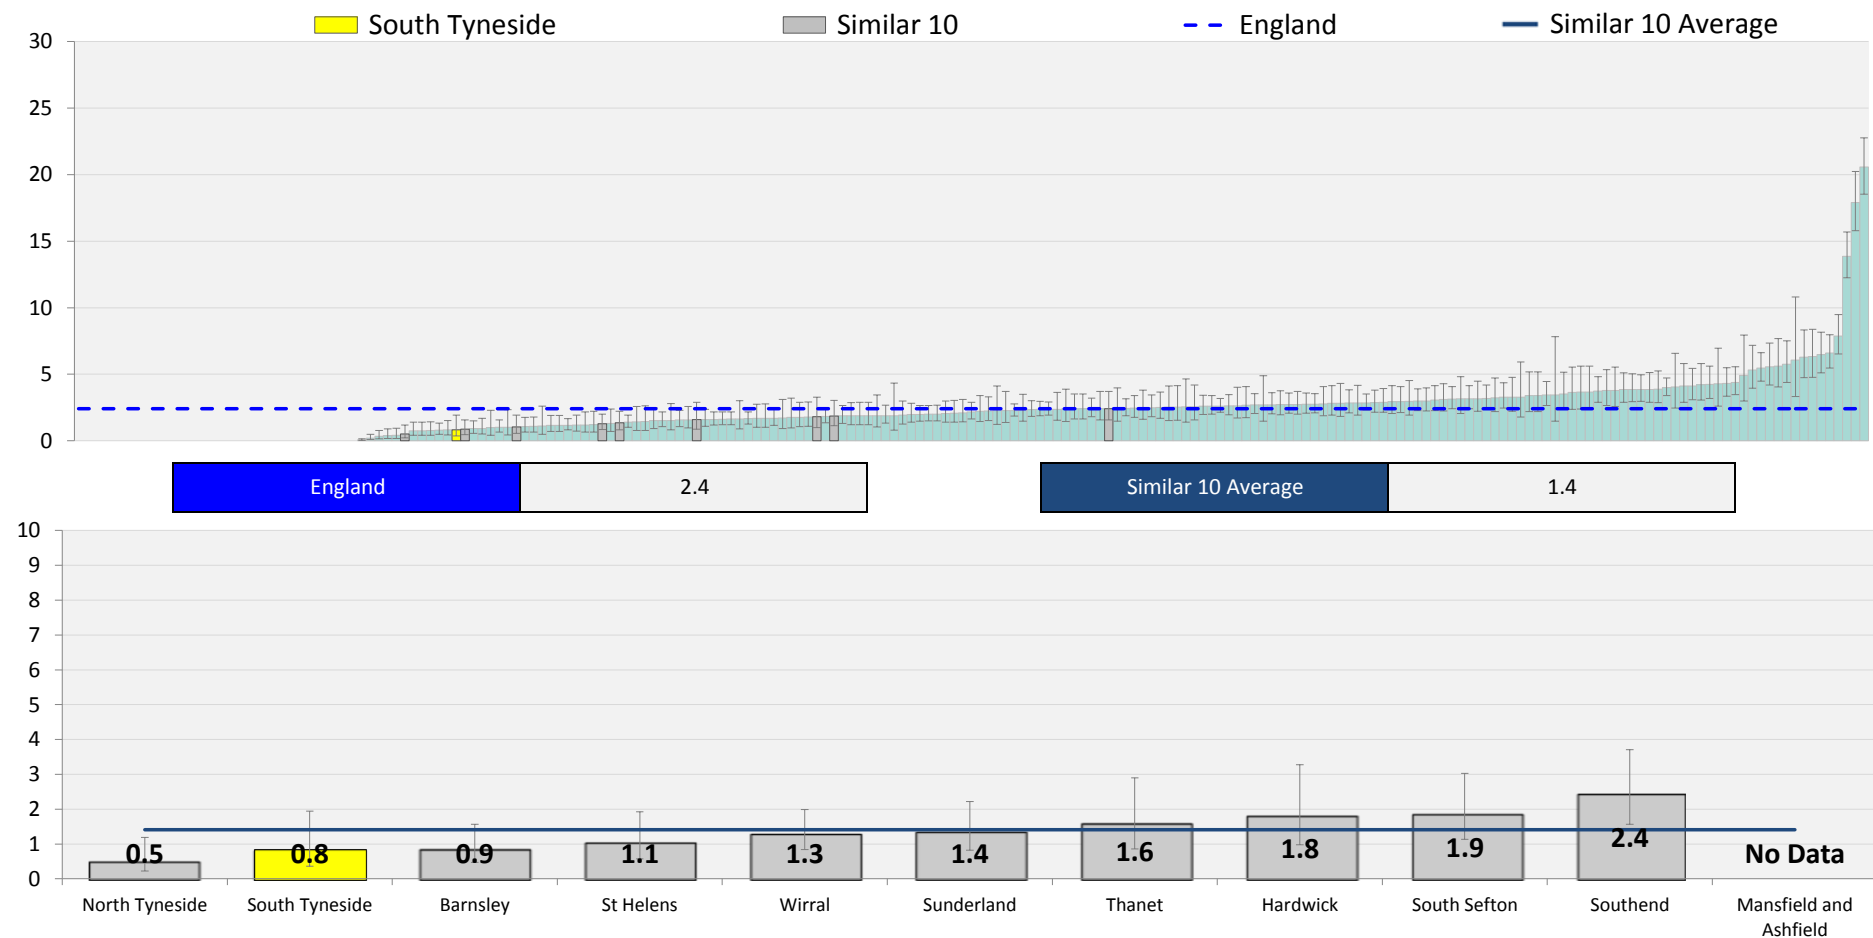 South Tyneside
Similar 10
England
Similar 10 Average
30
25
20
15
10
5
0
England
2.4
Similar 10 Average
1.4
10
9
8
7
6
5
4
3
2
1
0
0.5
0.8
0.9
1.1
1.3
1.4
1.6
1.8
1.9
2.4
No Data
North Tyneside
South Tyneside
Barnsley
St Helens
Wirral
Sunderland
Thanet
Hardwick
South Sefton
Southend
Mansfield and
Ashfield